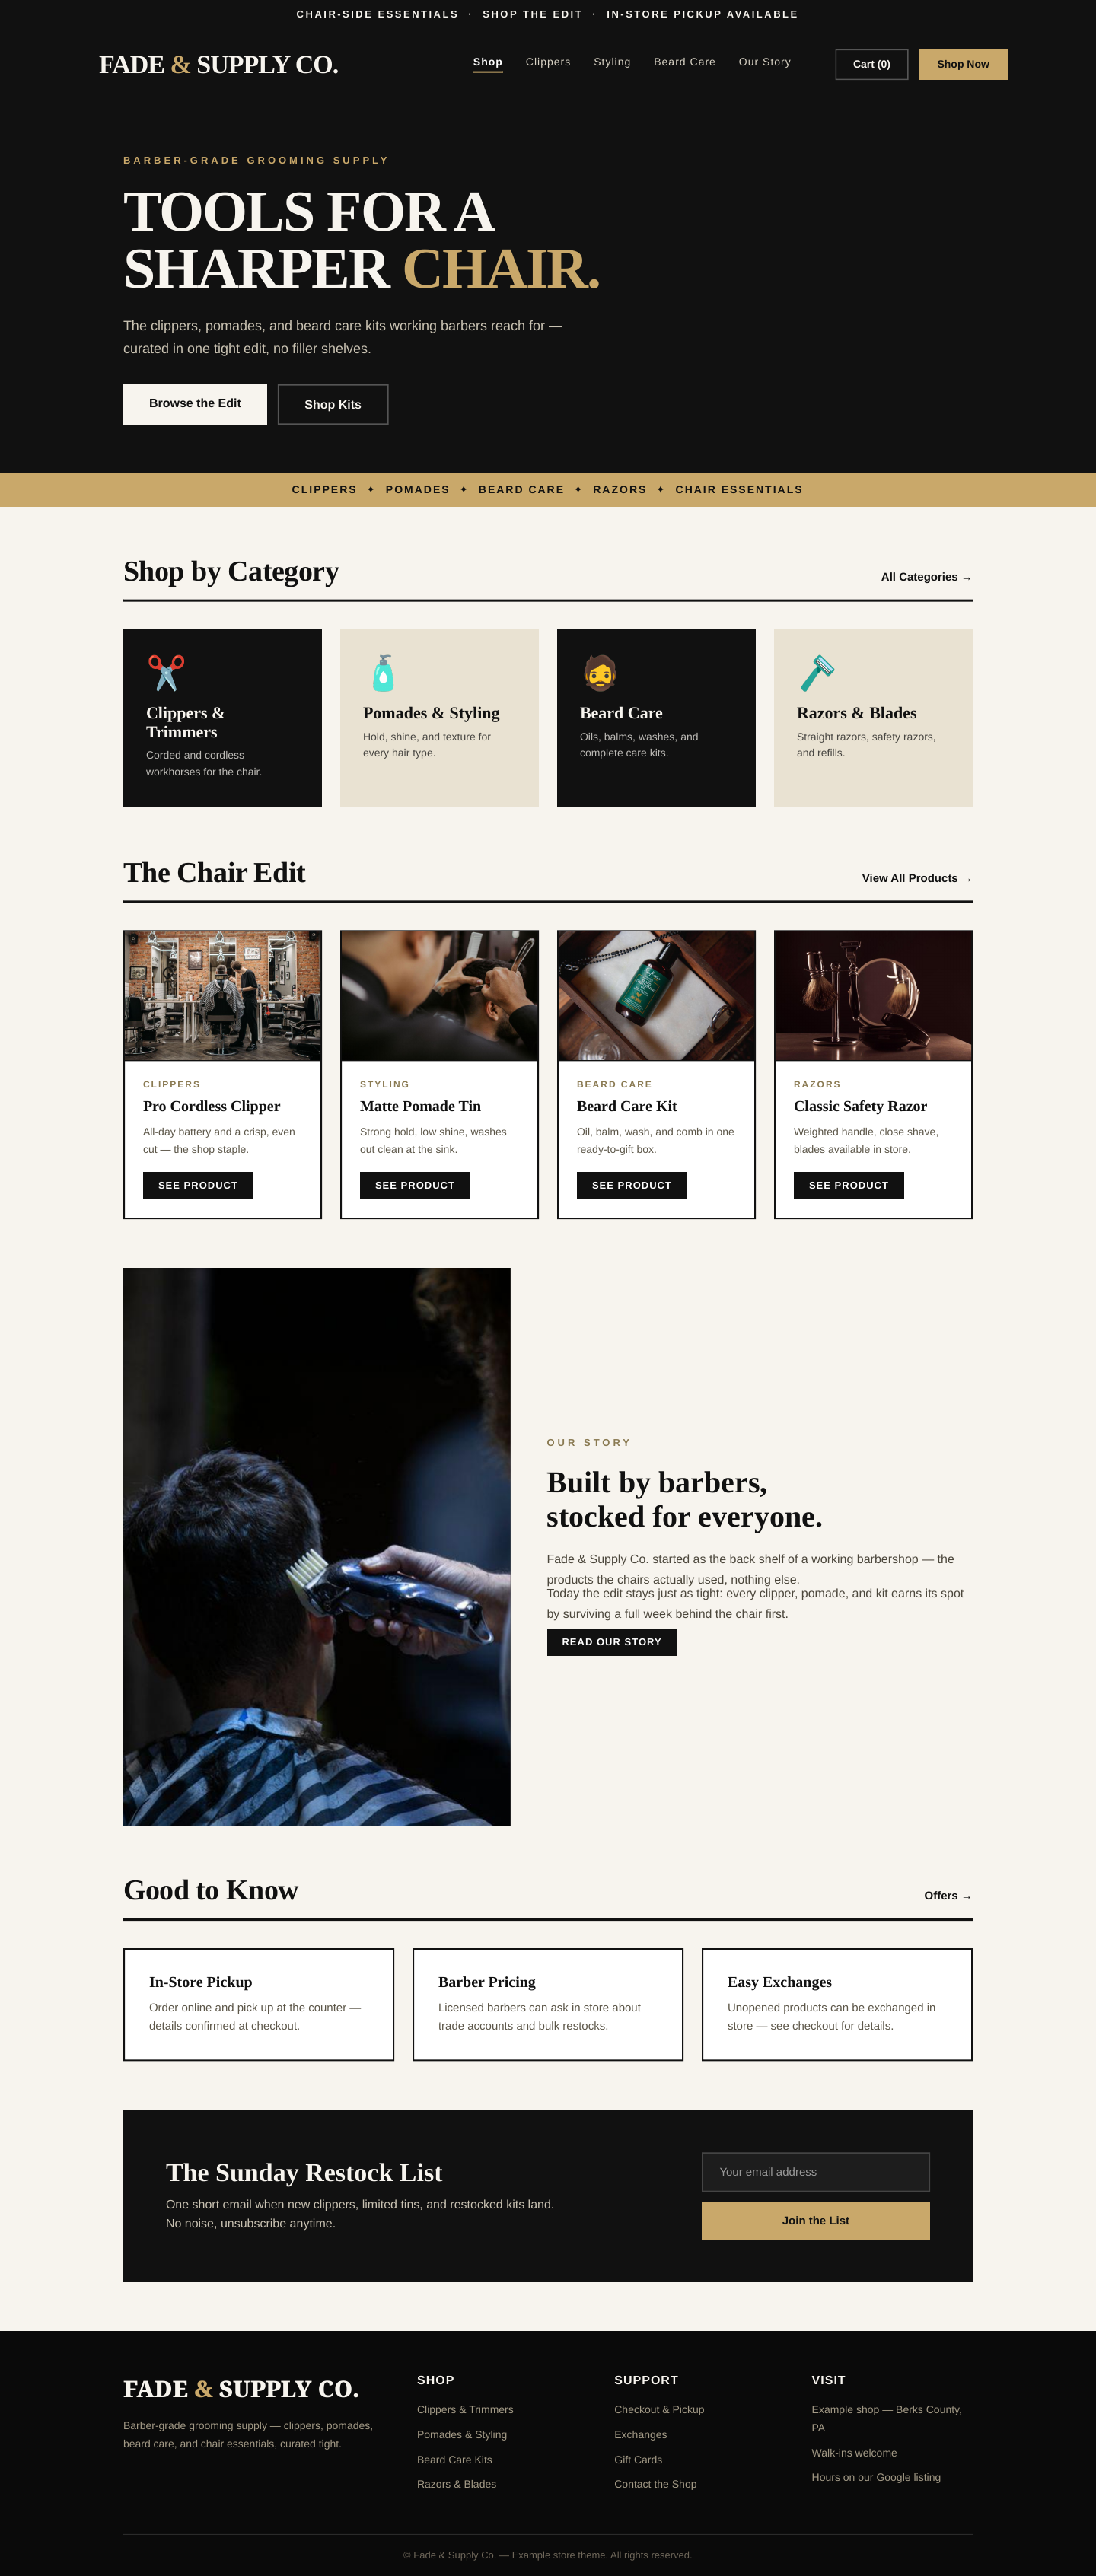 CHAIR-SIDE ESSENTIALS · SHOP THE EDIT · IN-STORE PICKUP AVAILABLE
FADE & SUPPLY CO.
Shop
Clippers
Styling
Beard Care
Our Story
Cart (0)
Shop Now
BARBER-GRADE GROOMING SUPPLY
TOOLS FOR A
SHARPER CHAIR.
The clippers, pomades, and beard care kits working barbers reach for —
curated in one tight edit, no filler shelves.
Browse the Edit
Shop Kits
CLIPPERS ✦ POMADES ✦ BEARD CARE ✦ RAZORS ✦ CHAIR ESSENTIALS
Shop by Category
All Categories →
Clippers &
Trimmers
Corded and cordless
workhorses for the chair.
Pomades & Styling
Hold, shine, and texture for
every hair type.
Beard Care
Oils, balms, washes, and
complete care kits.
Razors & Blades
Straight razors, safety razors,
and refills.
The Chair Edit
View All Products →
CLIPPERS
Pro Cordless Clipper
All-day battery and a crisp, even
cut — the shop staple.
SEE PRODUCT
STYLING
Matte Pomade Tin
Strong hold, low shine, washes
out clean at the sink.
SEE PRODUCT
BEARD CARE
Beard Care Kit
Oil, balm, wash, and comb in one
ready-to-gift box.
SEE PRODUCT
RAZORS
Classic Safety Razor
Weighted handle, close shave,
blades available in store.
SEE PRODUCT
OUR STORY
Built by barbers,
stocked for everyone.
Fade & Supply Co. started as the back shelf of a working barbershop — the
products the chairs actually used, nothing else.
Today the edit stays just as tight: every clipper, pomade, and kit earns its spot
by surviving a full week behind the chair first.
READ OUR STORY
Good to Know
Offers →
In-Store Pickup
Order online and pick up at the counter —
details confirmed at checkout.
Barber Pricing
Licensed barbers can ask in store about
trade accounts and bulk restocks.
Easy Exchanges
Unopened products can be exchanged in
store — see checkout for details.
The Sunday Restock List
One short email when new clippers, limited tins, and restocked kits land.
No noise, unsubscribe anytime.
Your email address
Join the List
FADE & SUPPLY CO.
Barber-grade grooming supply — clippers, pomades,
beard care, and chair essentials, curated tight.
SHOP
Clippers & Trimmers
Pomades & Styling
Beard Care Kits
Razors & Blades
SUPPORT
Checkout & Pickup
Exchanges
Gift Cards
Contact the Shop
VISIT
Example shop — Berks County,
PA
Walk-ins welcome
Hours on our Google listing
© Fade & Supply Co. — Example store theme. All rights reserved.